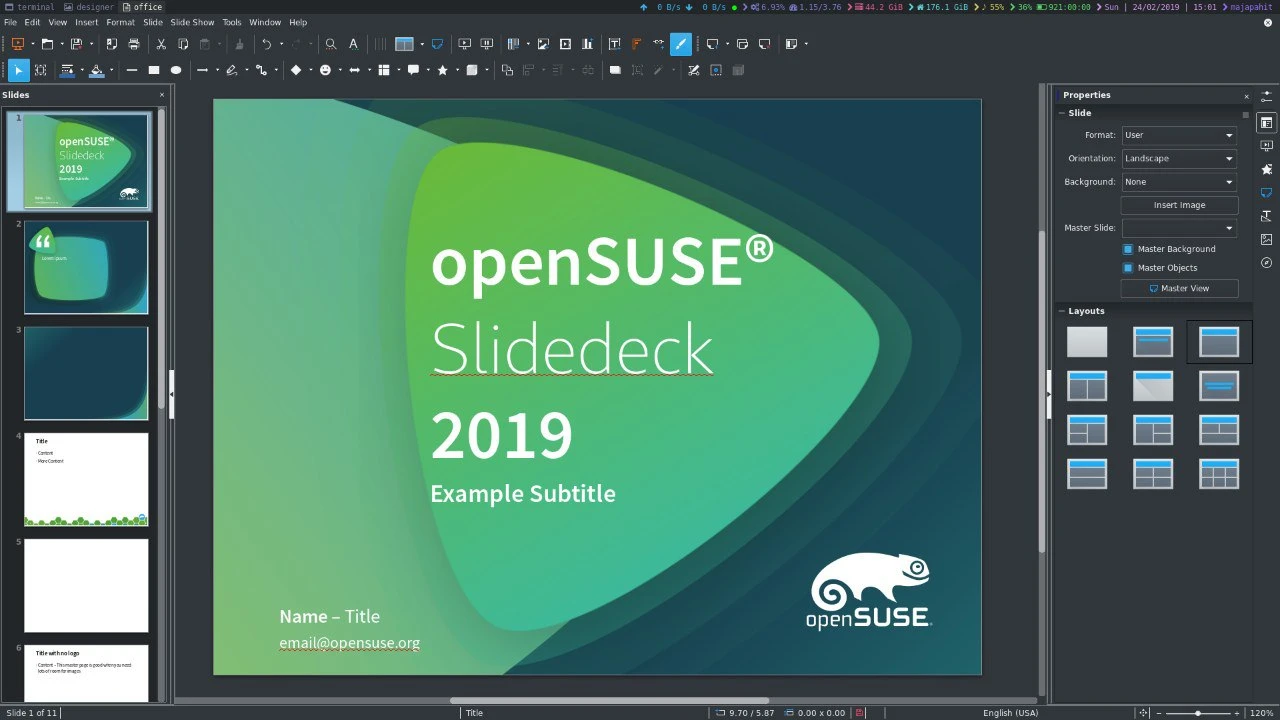 terminal designer office
0 B/s 0 B/s 6.93% 1.15/3.76 44.2 GiB 176.1 GiB 55% 36% 921:00:00 Sun | 24/02/2019 | 15:01 majapahit
File Edit View Insert Format Slide Slide Show Tools Window Help
Slides
1
openSUSE®
Slidedeck
2019
Example Subtitle
openSUSE
2
Lorem ipsum
3
4
Title
Content
More Content
5
6
Title with no logo
Content - This master page is good when you need
lots of room for images
openSUSE®
Slidedeck
2019
Example Subtitle
Name – Title
email@opensuse.org
openSUSE
Properties
Slide
Format: User
Orientation: Landscape
Background: None
Insert Image
Master Slide:
Master Background
Master Objects
Master View
Layouts
Slide 1 of 11 Title 9.70 / 5.87 0.00 x 0.00 English (USA) 120%